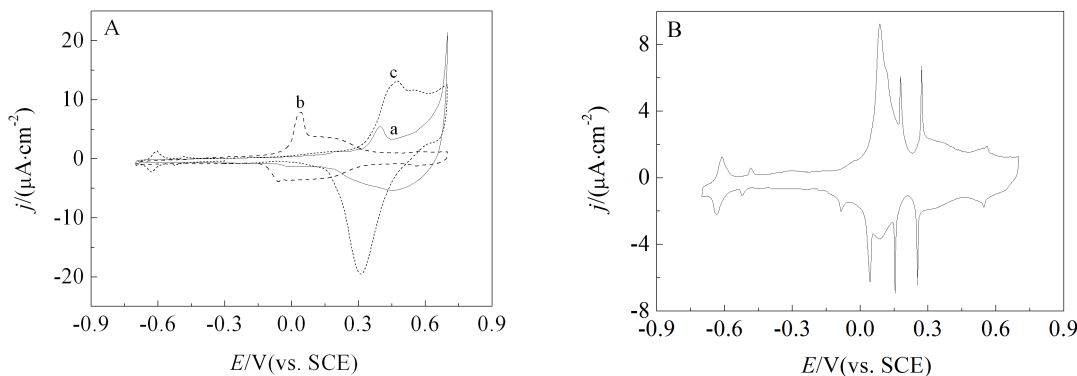 A
20
10
0
-10
-20
b
c
a
j/(μA·cm⁻²)
-0.9 -0.6 -0.3 0.0 0.3 0.6 0.9
E/V(vs. SCE)
B
8
4
0
-4
-8
j/(μA·cm⁻²)
-0.9 -0.6 -0.3 0.0 0.3 0.6 0.9
E/V(vs. SCE)